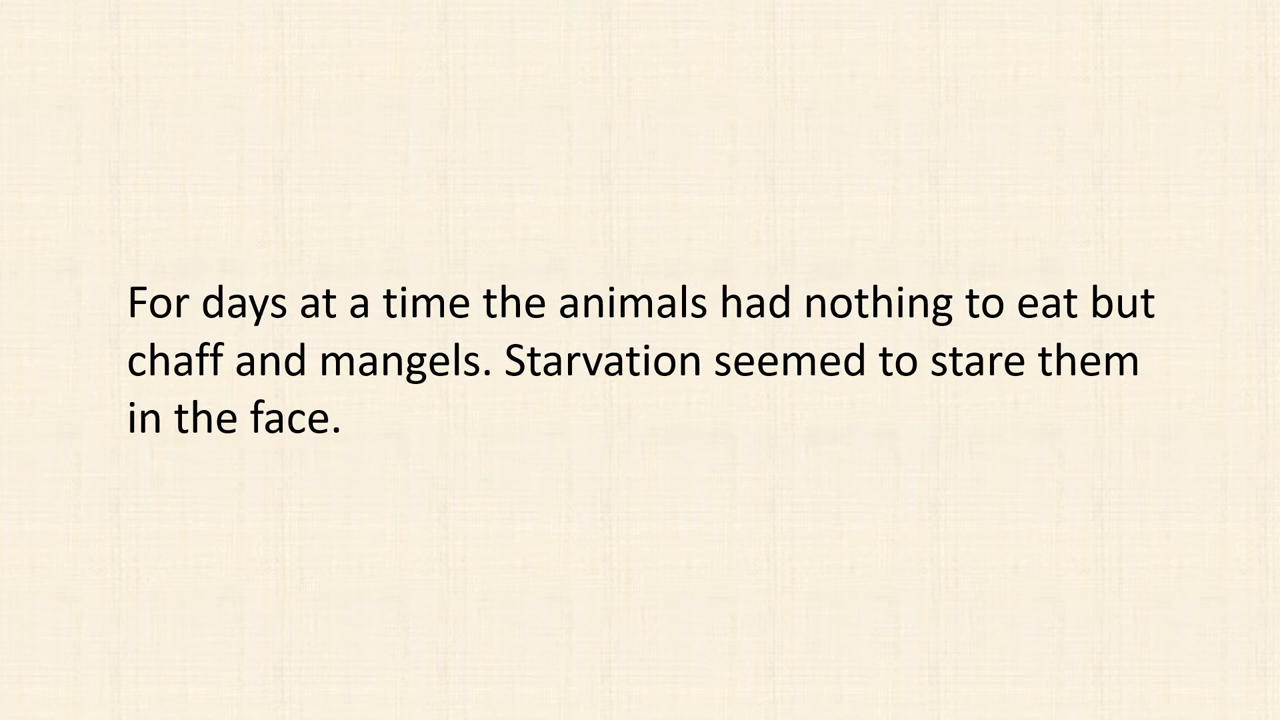 For days at a time the animals had nothing to eat but
chaff and mangels. Starvation seemed to stare them
in the face.